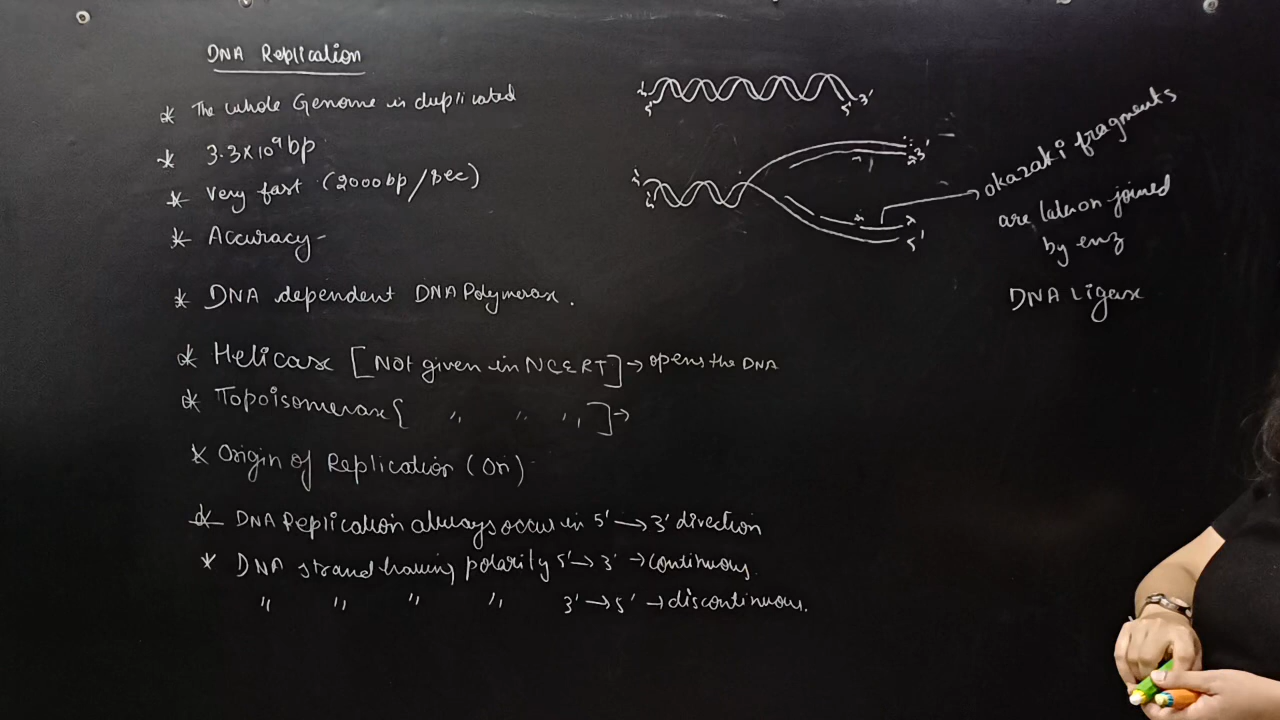 DNA Replication
* The whole Genome is duplicated
* 3.3x10⁹ bp
* Very fast (2000bp/sec)
* Accuracy-
* DNA dependent DNA Polymerase.
* Helicase [Not given in NCERT] → opens the DNA
* Topoisomerase [ " " " ] →
* Origin of Replication (Ori)
* DNA Replication always occur in 5' → 3' direction
* DNA strand having polarity 5' → 3' → continuous.
" " " " 3' → 5' → discontinuous.
5'
5' 3'
3'
5'
okazaki fragments
are later on joined
by enz
DNA Ligase